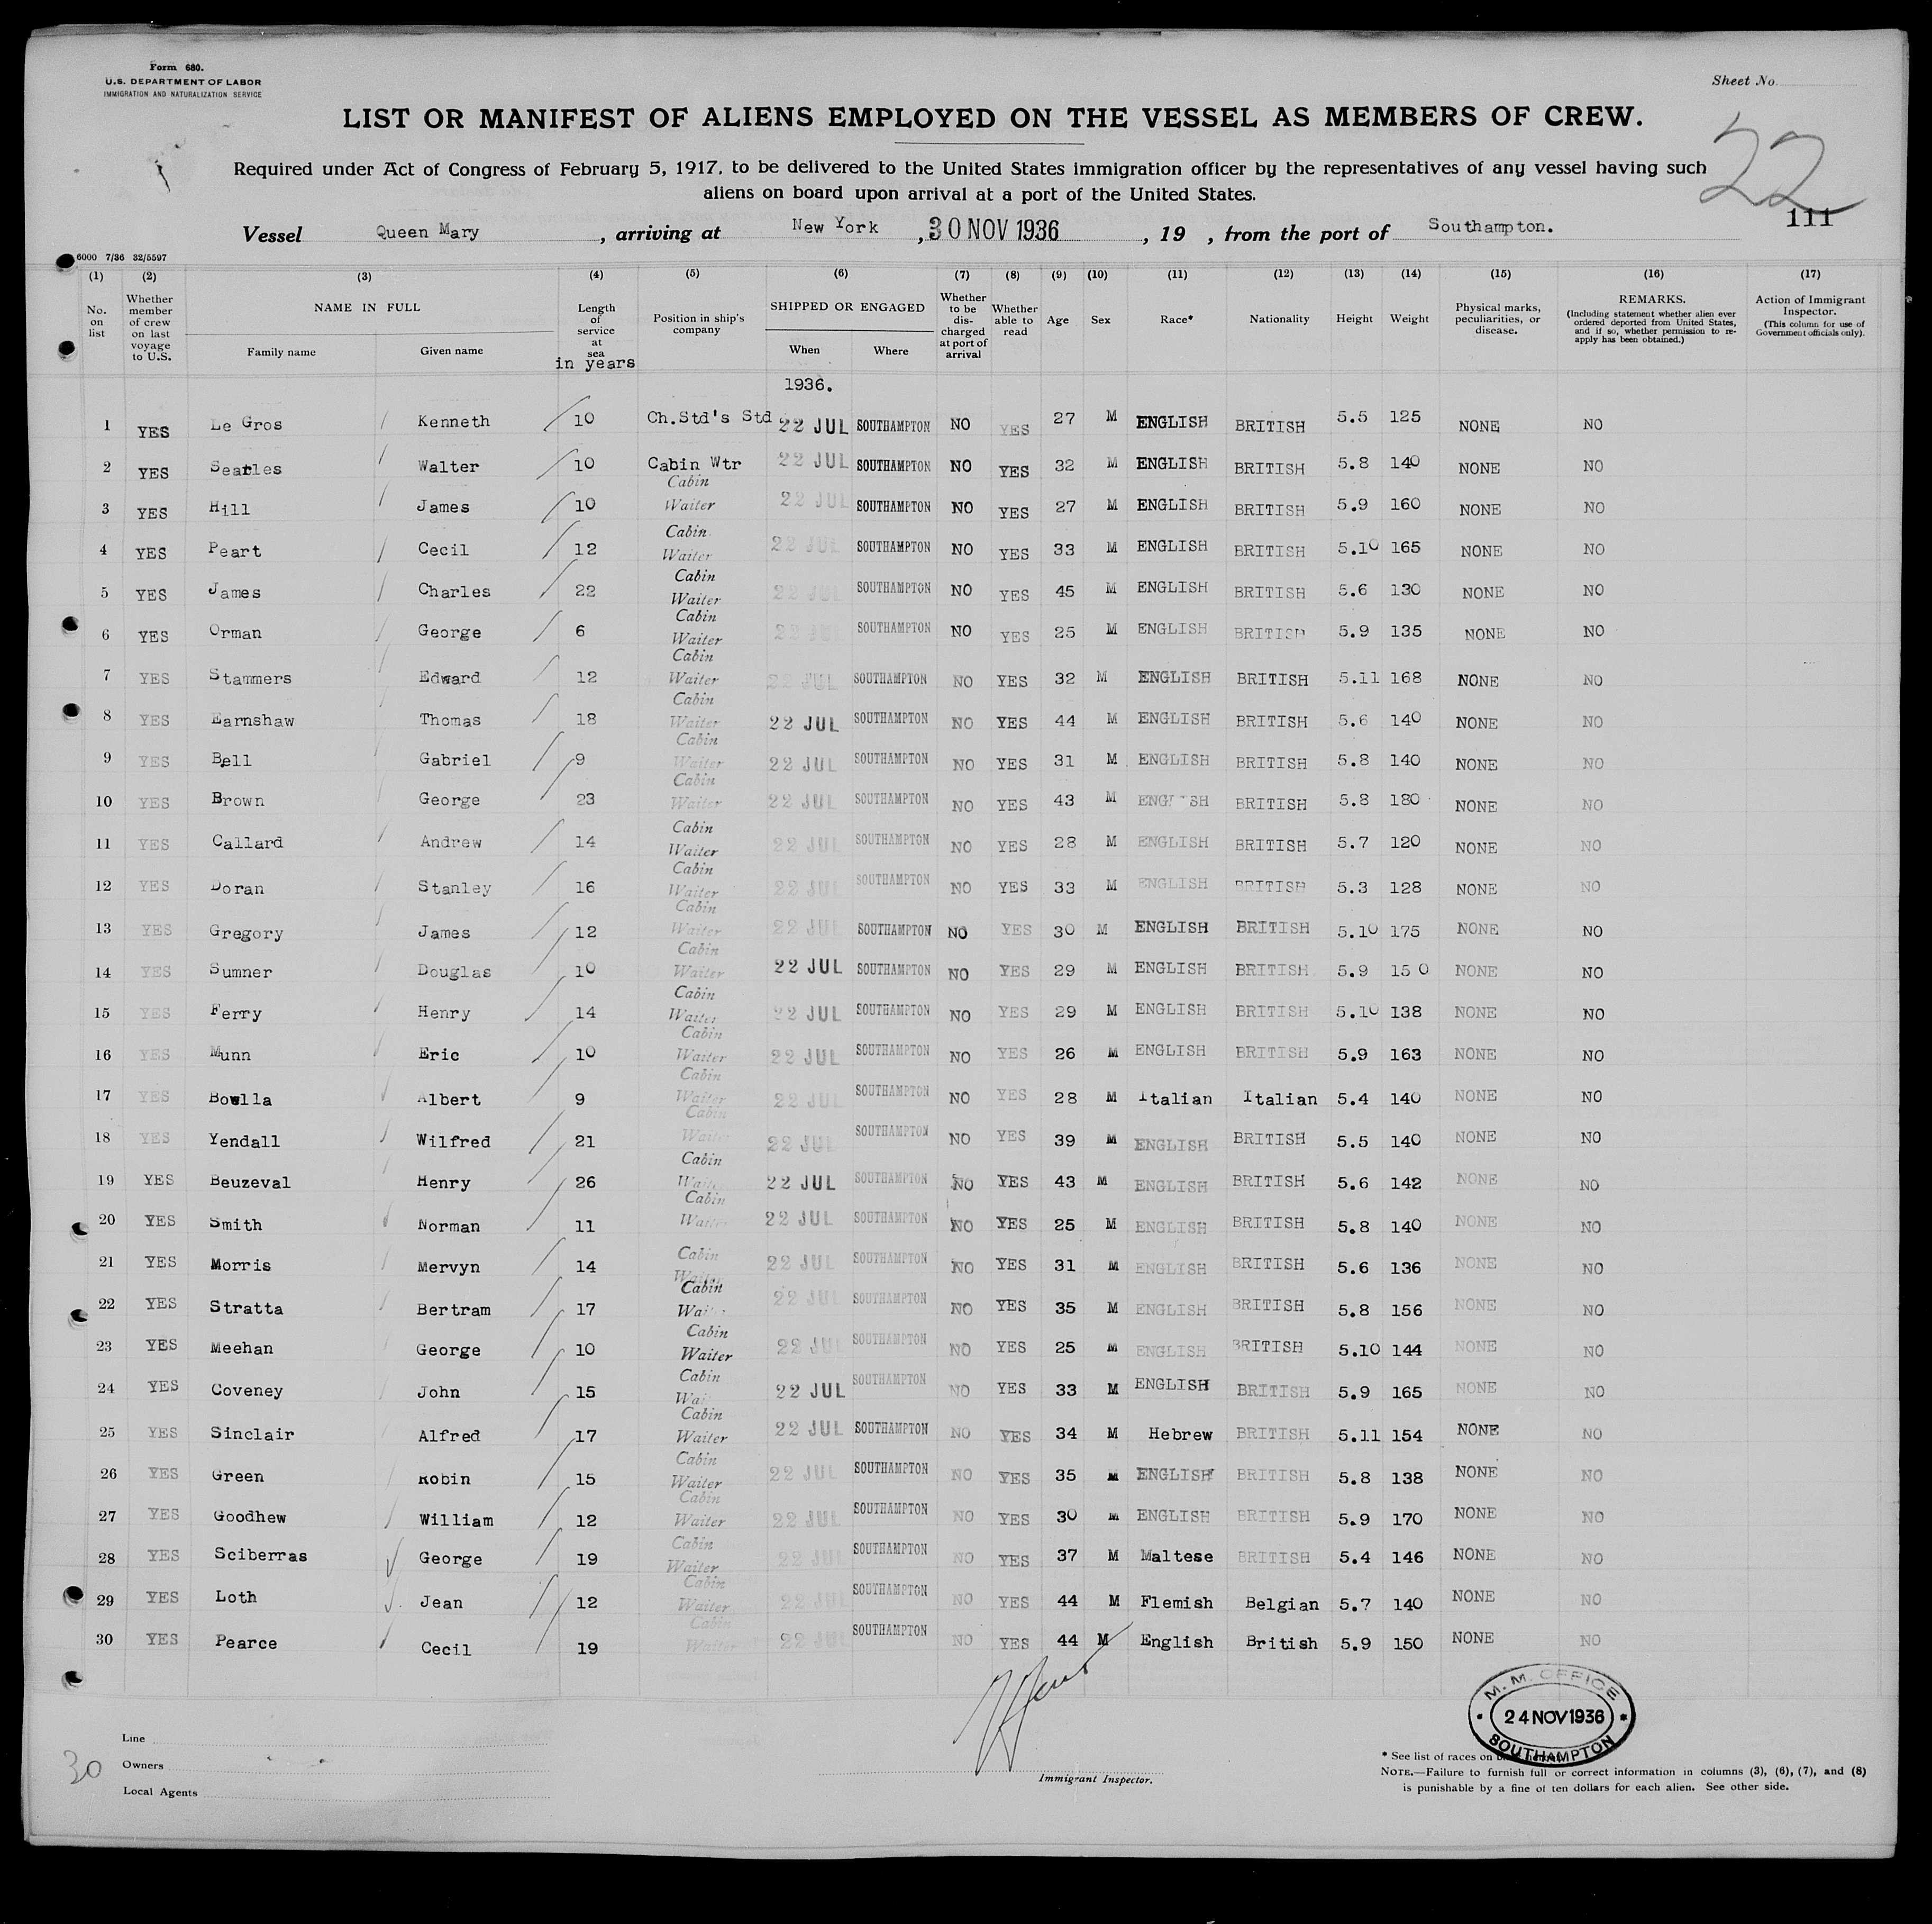 Form 680.
U.S. DEPARTMENT OF LABOR
IMMIGRATION AND NATURALIZATION SERVICE
Sheet No.
LIST OR MANIFEST OF ALIENS EMPLOYED ON THE VESSEL AS MEMBERS OF CREW.
22
Required under Act of Congress of February 5, 1917, to be delivered to the United States immigration officer by the representatives of any vessel having such
aliens on board upon arrival at a port of the United States.
111
Vessel Queen Mary, arriving at New York, 30 NOV 1936, 19 , from the port of Southampton.
6000 7/36 32/5597
(1) (2) (3) (4) (5) (6) (7) (8) (9) (10) (11) (12) (13) (14) (15) (16) (17)
No. on list Whether member of crew on last voyage to U.S. NAME IN FULL Family name Given name Length of service at sea in years Position in ship's company SHIPPED OR ENGAGED When Where Whether to be discharged at port of arrival Whether able to read Age Sex Race* Nationality Height Weight Physical marks, peculiarities, or disease. REMARKS. (Including statement whether alien ever ordered deported from United States, and if so, whether permission to re-apply has been obtained.) Action of Immigrant Inspector. (This column for use of Government officials only).
1936.
1 YES Le Gros Kenneth 10 Ch.Std's Std 22 JUL SOUTHAMPTON NO YES 27 M ENGLISH BRITISH 5.5 125 NONE NO
2 YES Searles Walter 10 Cabin Wtr 22 JUL SOUTHAMPTON NO YES 32 M ENGLISH BRITISH 5.8 140 NONE NO
3 YES Hill James 10 Cabin Waiter 22 JUL SOUTHAMPTON NO YES 27 M ENGLISH BRITISH 5.9 160 NONE NO
4 YES Peart Cecil 12 Cabin Waiter 22 JUL SOUTHAMPTON NO YES 33 M ENGLISH BRITISH 5.10 165 NONE NO
5 YES James Charles 22 Cabin Waiter 22 JUL SOUTHAMPTON NO YES 45 M ENGLISH BRITISH 5.6 130 NONE NO
6 YES Orman George 6 Cabin Waiter 22 JUL SOUTHAMPTON NO YES 25 M ENGLISH BRITISH 5.9 135 NONE NO
7 YES Stammers Edward 12 Cabin Waiter 22 JUL SOUTHAMPTON NO YES 32 M ENGLISH BRITISH 5.11 168 NONE NO
8 YES Earnshaw Thomas 18 Cabin Waiter 22 JUL SOUTHAMPTON NO YES 44 M ENGLISH BRITISH 5.6 140 NONE NO
9 YES Bell Gabriel 9 Cabin Waiter 22 JUL SOUTHAMPTON NO YES 31 M ENGLISH BRITISH 5.8 140 NONE NO
10 YES Brown George 23 Cabin Waiter 22 JUL SOUTHAMPTON NO YES 43 M ENGLISH BRITISH 5.8 180 NONE NO
11 YES Callard Andrew 14 Cabin Waiter 22 JUL SOUTHAMPTON NO YES 28 M ENGLISH BRITISH 5.7 120 NONE NO
12 YES Doran Stanley 16 Cabin Waiter 22 JUL SOUTHAMPTON NO YES 33 M ENGLISH BRITISH 5.3 128 NONE NO
13 YES Gregory James 12 Cabin Waiter 22 JUL SOUTHAMPTON NO YES 30 M ENGLISH BRITISH 5.10 175 NONE NO
14 YES Sumner Douglas 10 Cabin Waiter 22 JUL SOUTHAMPTON NO YES 29 M ENGLISH BRITISH 5.9 150 NONE NO
15 YES Ferry Henry 14 Cabin Waiter 22 JUL SOUTHAMPTON NO YES 29 M ENGLISH BRITISH 5.10 138 NONE NO
16 YES Munn Eric 10 Cabin Waiter 22 JUL SOUTHAMPTON NO YES 26 M ENGLISH BRITISH 5.9 163 NONE NO
17 YES Bowlla Albert 9 Cabin Waiter 22 JUL SOUTHAMPTON NO YES 28 M Italian Italian 5.4 140 NONE NO
18 YES Yendall Wilfred 21 Cabin Waiter 22 JUL SOUTHAMPTON NO YES 39 M ENGLISH BRITISH 5.5 140 NONE NO
19 YES Beuzeval Henry 26 Cabin Waiter 22 JUL SOUTHAMPTON NO YES 43 M ENGLISH BRITISH 5.6 142 NONE NO
20 YES Smith Norman 11 Cabin Waiter 22 JUL SOUTHAMPTON NO YES 25 M ENGLISH BRITISH 5.8 140 NONE NO
21 YES Morris Mervyn 14 Cabin Waiter 22 JUL SOUTHAMPTON NO YES 31 M ENGLISH BRITISH 5.6 136 NONE NO
22 YES Stratta Bertram 17 Cabin Waiter 22 JUL SOUTHAMPTON NO YES 35 M ENGLISH BRITISH 5.8 156 NONE NO
23 YES Meehan George 10 Cabin Waiter 22 JUL SOUTHAMPTON NO YES 25 M ENGLISH BRITISH 5.10 144 NONE NO
24 YES Coveney John 15 Cabin Waiter 22 JUL SOUTHAMPTON NO YES 33 M ENGLISH BRITISH 5.9 165 NONE NO
25 YES Sinclair Alfred 17 Cabin Waiter 22 JUL SOUTHAMPTON NO YES 34 M Hebrew BRITISH 5.11 154 NONE NO
26 YES Green Robin 15 Cabin Waiter 22 JUL SOUTHAMPTON NO YES 35 M ENGLISH BRITISH 5.8 138 NONE NO
27 YES Goodhew William 12 Cabin Waiter 22 JUL SOUTHAMPTON NO YES 30 M ENGLISH BRITISH 5.9 170 NONE NO
28 YES Sciberras George 19 Cabin Waiter 22 JUL SOUTHAMPTON NO YES 37 M Maltese BRITISH 5.4 146 NONE NO
29 YES Loth Jean 12 Cabin Waiter 22 JUL SOUTHAMPTON NO YES 44 M Flemish Belgian 5.7 140 NONE NO
30 YES Pearce Cecil 19 Cabin Waiter 22 JUL SOUTHAMPTON NO YES 44 M English British 5.9 150 NONE NO
M. M. OFFICE
24 NOV 1936
SOUTHAMPTON
Line
Owners
30
Local Agents
Immigrant Inspector.
* See list of races on
NOTE.—Failure to furnish full or correct information in columns (3), (6), (7), and (8)
is punishable by a fine of ten dollars for each alien. See other side.